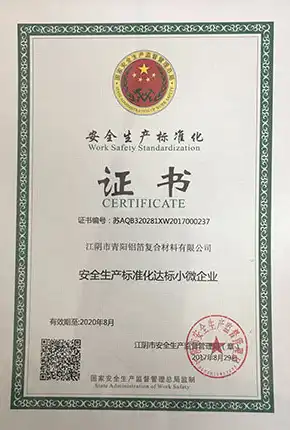 安全生产标准化
Work Safety Standardization
证书
CERTIFICATE
证书编号：苏AQB320281XW2017000237
江阴市青阳铝箔复合材料有限公司
安全生产标准化达标小微企业
有效期至：2020年8月
江阴市安全生产监督管理局（章）
2017年8月29日
国家安全生产监督管理总局监制
State Administration of Work Safety